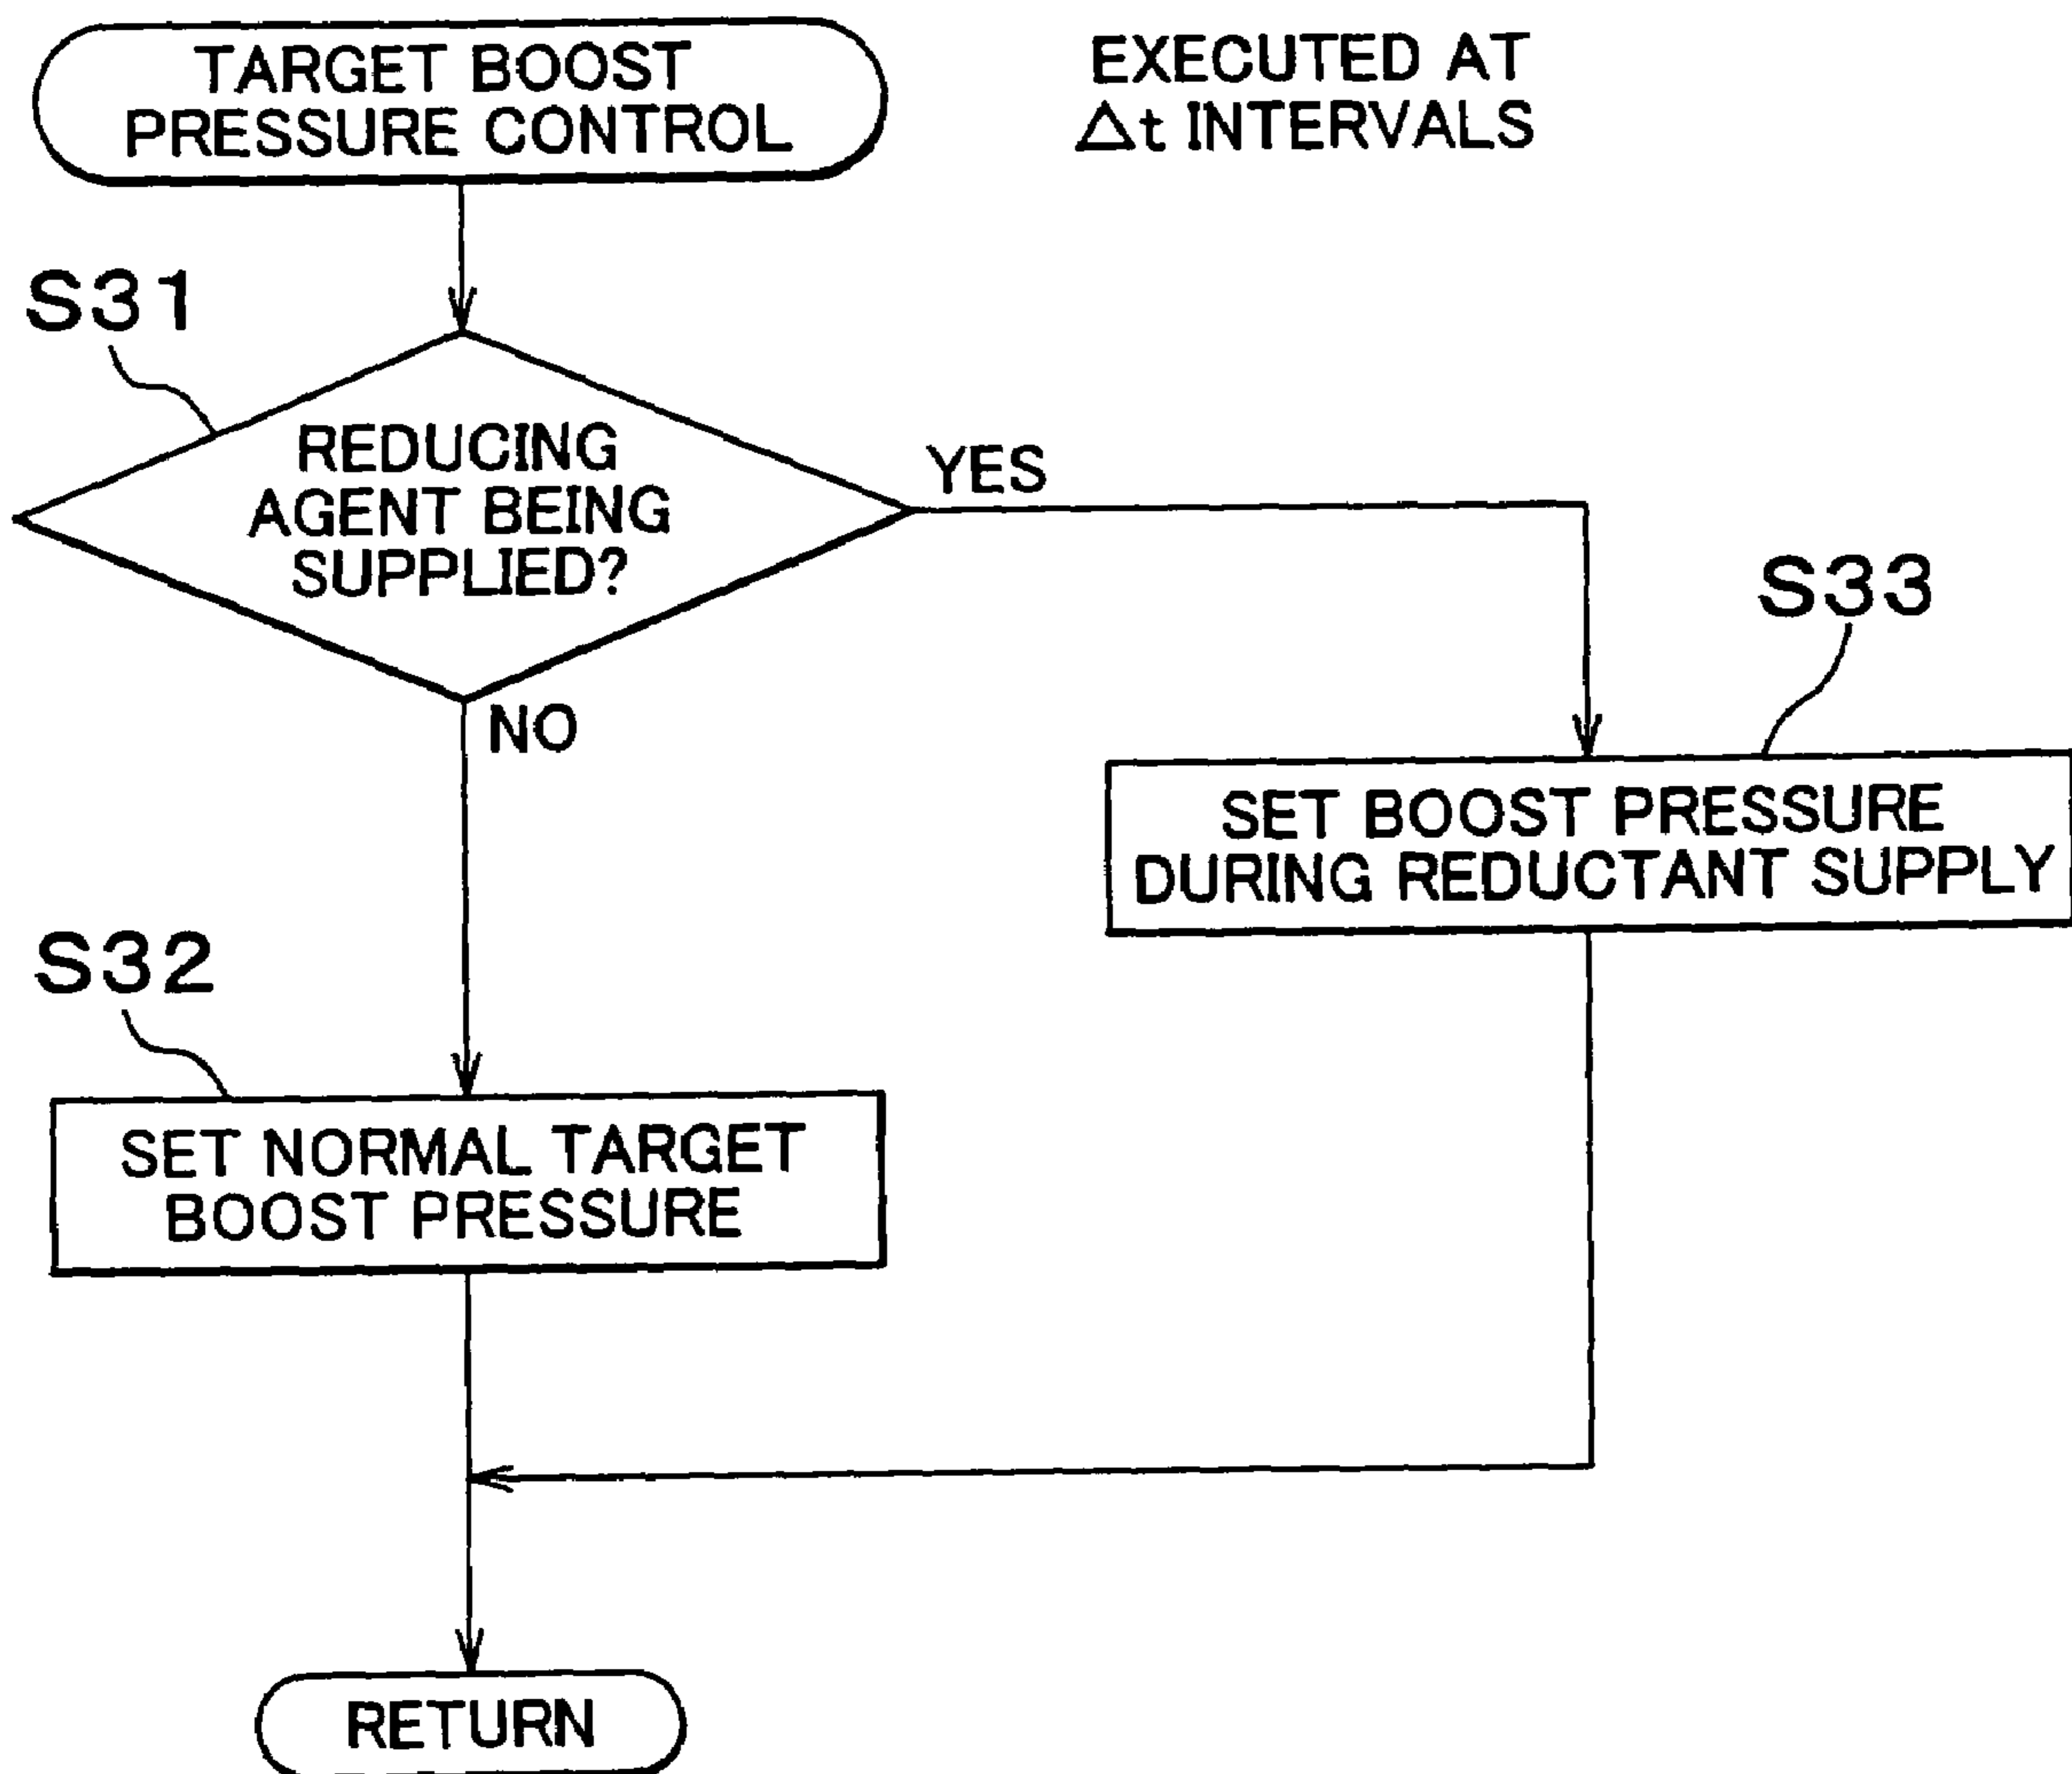 TARGET BOOST
PRESSURE CONTROL
EXECUTED AT
Δt INTERVALS
S31
REDUCING
AGENT BEING
SUPPLIED?
YES
NO
S33
SET BOOST PRESSURE
DURING REDUCTANT SUPPLY
S32
SET NORMAL TARGET
BOOST PRESSURE
RETURN